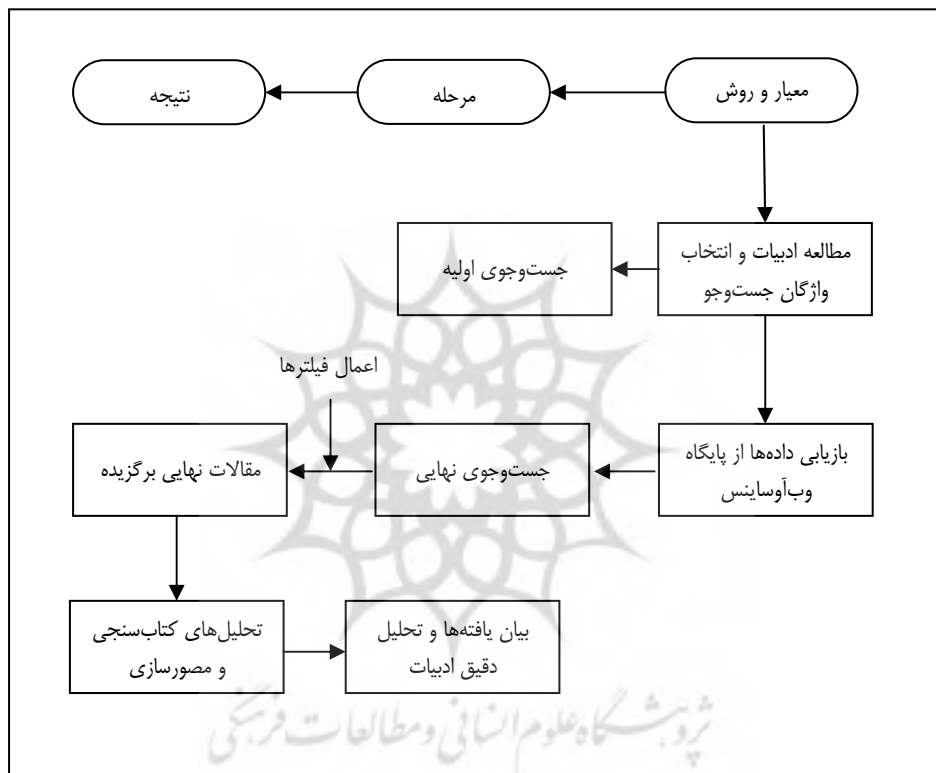 معیار و روش
مرحله
نتیجه
مطالعه ادبیات و انتخاب
واژگان جست‌وجو
جست‌وجوی اولیه
اعمال فیلترها
بازیابی داده‌ها از پایگاه
وب‌آوساینس
جست‌وجوی نهایی
مقالات نهایی برگزیده
تحلیل‌های کتاب‌سنجی
و مصورسازی
بیان یافته‌ها و تحلیل
دقیق ادبیات
پژوهشگاه علوم انسانی و مطالعات فرهنگی